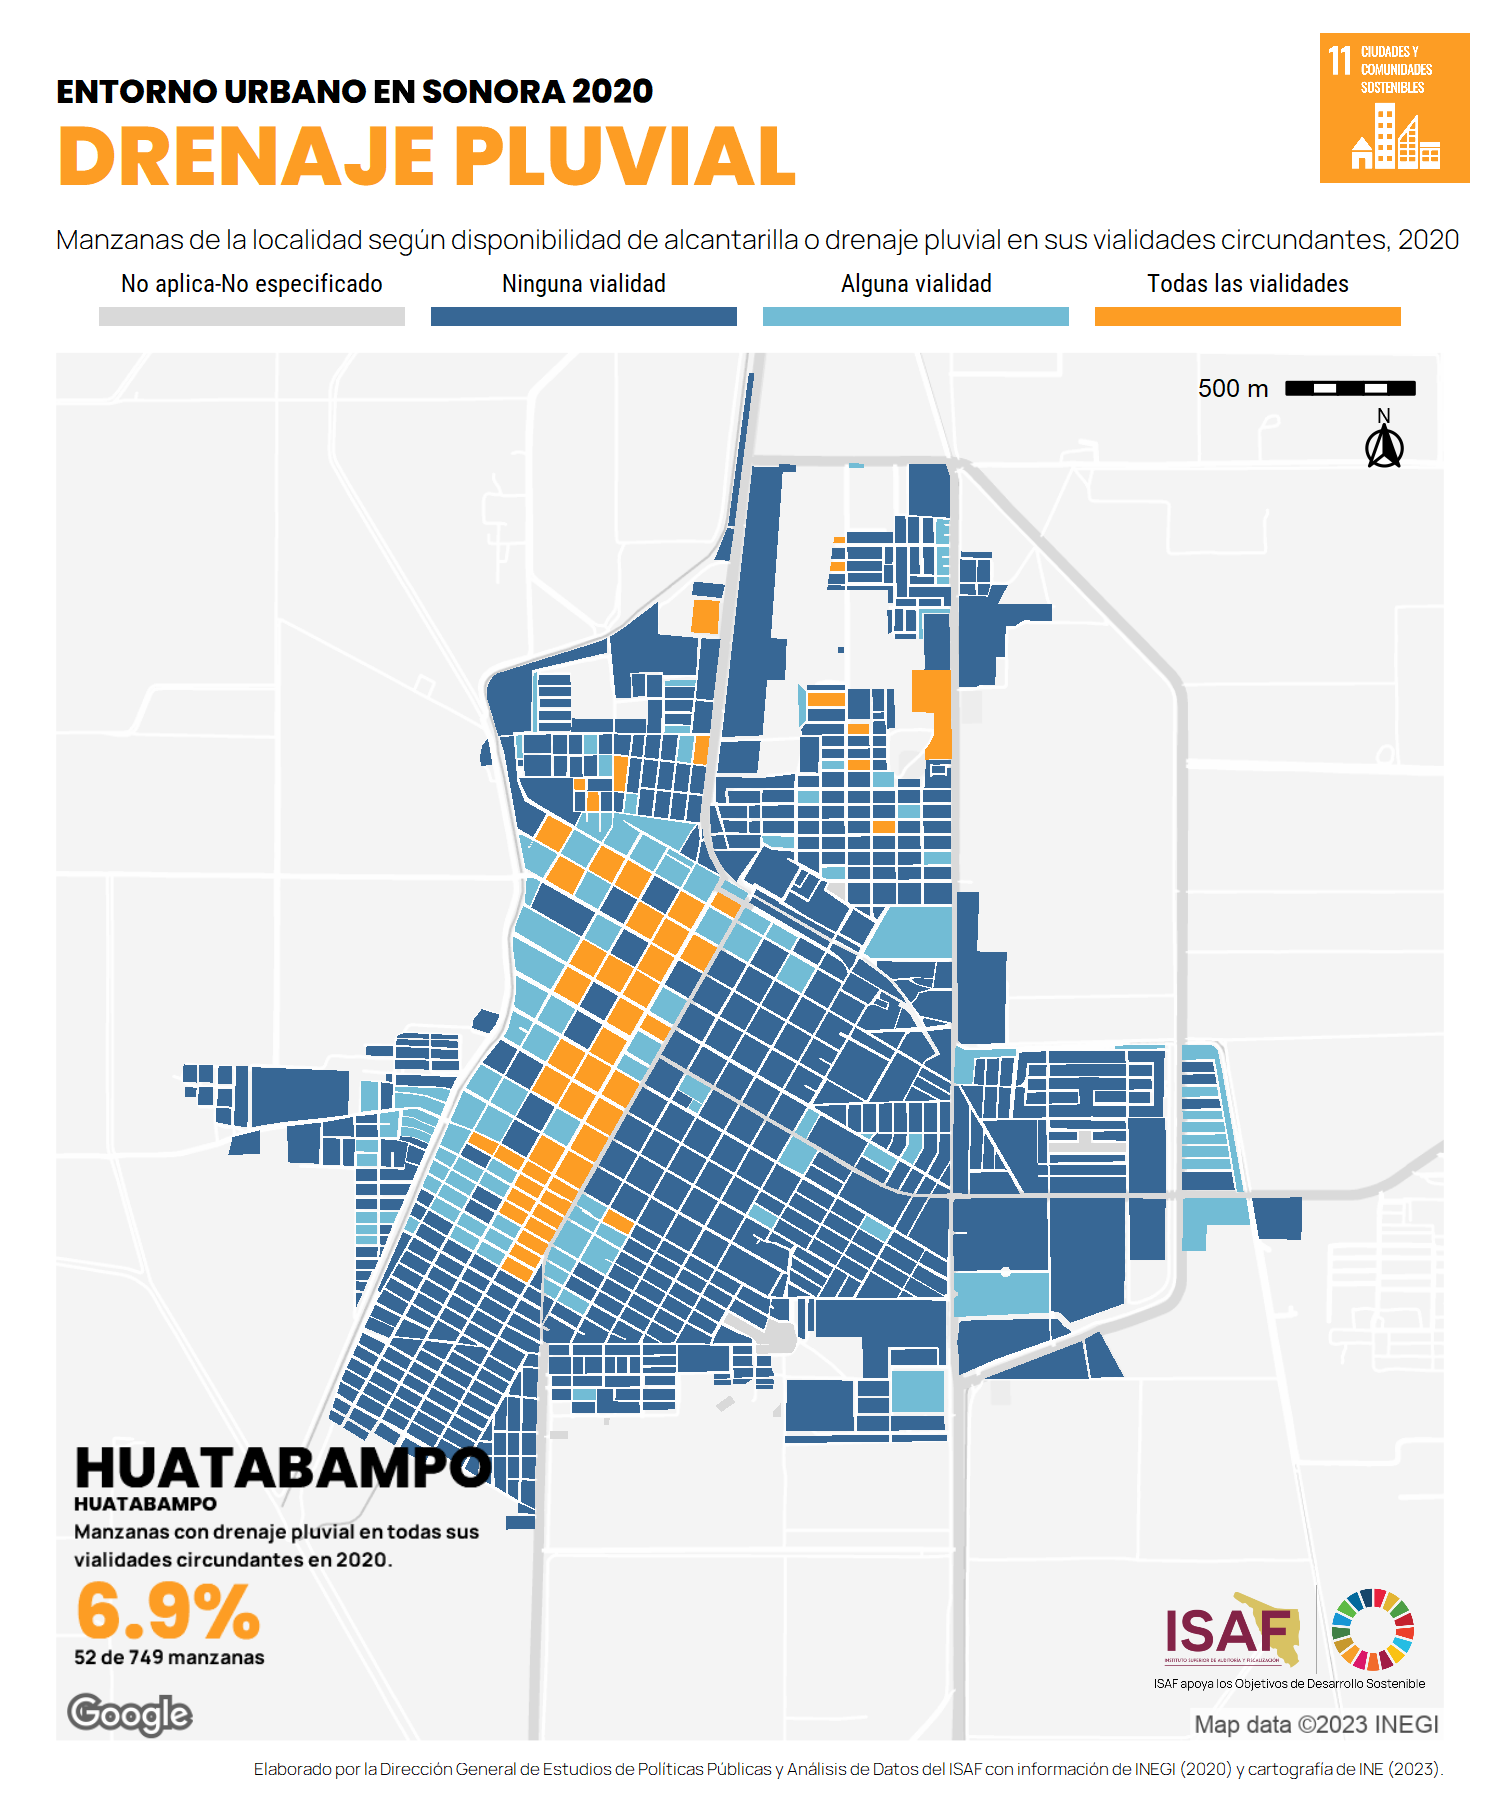 ENTORNO URBANO EN SONORA 2020
DRENAJE PLUVIAL
11 CIUDADES Y
COMUNIDADES
SOSTENIBLES
Manzanas de la localidad según disponibilidad de alcantarilla o drenaje pluvial en sus vialidades circundantes, 2020
No aplica-No especificado
Ninguna vialidad
Alguna vialidad
Todas las vialidades
500 m
N
HUATABAMPO
HUATABAMPO
Manzanas con drenaje pluvial en todas sus
vialidades circundantes en 2020.
6.9%
52 de 749 manzanas
Google
ISAF
INSTITUTO SUPERIOR DE AUDITORÍA Y FISCALIZACIÓN
ISAF apoya los Objetivos de Desarrollo Sostenible
Map data ©2023 INEGI
Elaborado por la Dirección General de Estudios de Políticas Públicas y Análisis de Datos del ISAF con información de INEGI (2020) y cartografía de INE (2023).